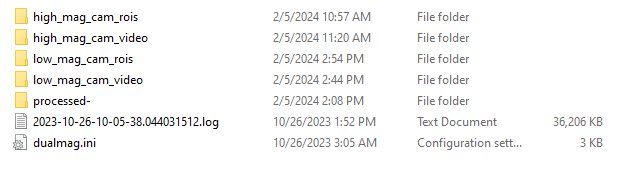 high_mag_cam_rois 2/5/2024 10:57 AM File folder
high_mag_cam_video 2/5/2024 11:20 AM File folder
low_mag_cam_rois 2/5/2024 2:54 PM File folder
low_mag_cam_video 2/5/2024 2:44 PM File folder
processed- 2/5/2024 2:08 PM File folder
2023-10-26-10-05-38.044031512.log 10/26/2023 1:52 PM Text Document 36,206 KB
dualmag.ini 10/26/2023 3:05 AM Configuration sett... 3 KB